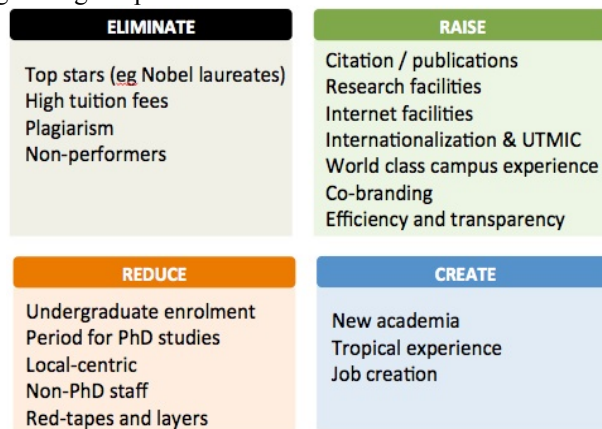 ELIMINATE
Top stars (eg Nobel laureates)
High tuition fees
Plagiarism
Non-performers
RAISE
Citation / publications
Research facilities
Internet facilities
Internationalization & UTMIC
World class campus experience
Co-branding
Efficiency and transparency
REDUCE
Undergraduate enrolment
Period for PhD studies
Local-centric
Non-PhD staff
Red-tapes and layers
CREATE
New academia
Tropical experience
Job creation